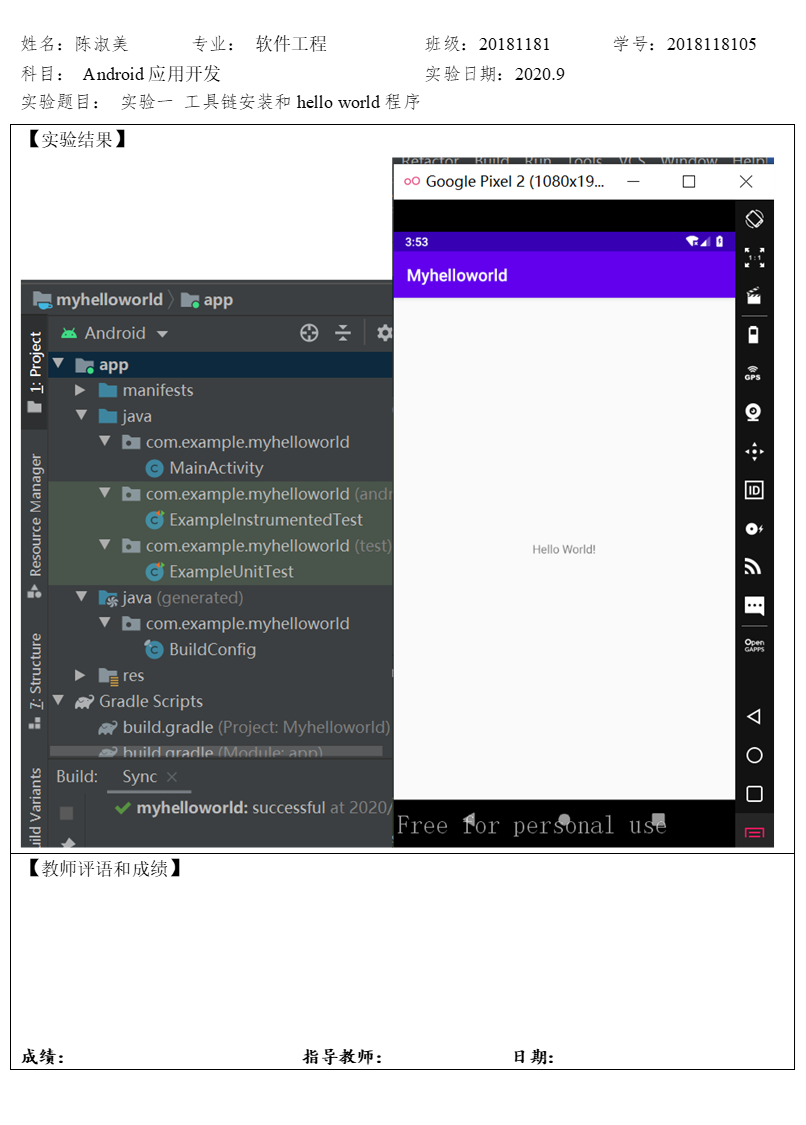 姓名：陈淑美 专业： 软件工程 班级：20181181 学号：2018118105
科目： Android 应用开发 实验日期：2020.9
实验题目： 实验一 工具链安装和 hello world 程序
【实验结果】
Refactor Build Run Tools VCS Window Help
Google Pixel 2 (1080x19...
3:53
Myhelloworld
1:1
GPS
ID
Open
GAPPS
Hello World!
Free for personal use
myhelloworld app
1: Project
Resource Manager
7: Structure
ild Variants
Android
app
manifests
java
com.example.myhelloworld
MainActivity
com.example.myhelloworld (andr
ExampleInstrumentedTest
com.example.myhelloworld (test)
ExampleUnitTest
java (generated)
com.example.myhelloworld
BuildConfig
res
Gradle Scripts
build.gradle (Project: Myhelloworld)
build.gradle (Module: app)
Build: Sync ×
myhelloworld: successful at 2020/
【教师评语和成绩】
成绩： 指导教师： 日期：